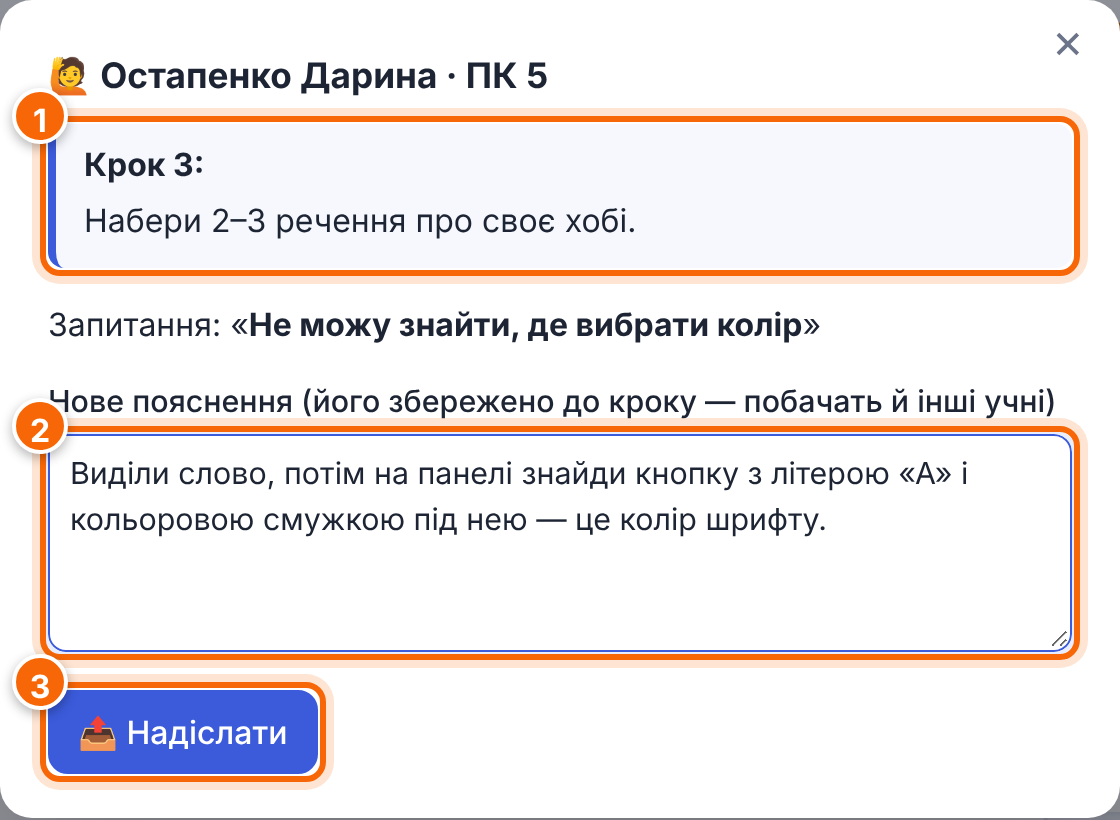 Остапенко Дарина · ПК 5
1
Крок 3:
Набери 2–3 речення про своє хобі.
Запитання: «Не можу знайти, де вибрати колір»
Нове пояснення (його збережено до кроку — побачать й інші учні)
2
Виділи слово, потім на панелі знайди кнопку з літерою «А» і
кольоровою смужкою під нею — це колір шрифту.
3
Надіслати